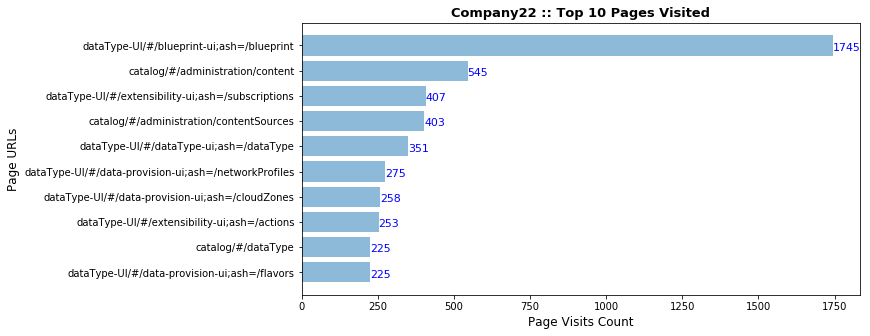 Company22 :: Top 10 Pages Visited
Page URLs
dataType-UI/#/blueprint-ui;ash=/blueprint 1745
catalog/#/administration/content 545
dataType-UI/#/extensibility-ui;ash=/subscriptions 407
catalog/#/administration/contentSources 403
dataType-UI/#/dataType-ui;ash=/dataType 351
dataType-UI/#/data-provision-ui;ash=/networkProfiles 275
dataType-UI/#/data-provision-ui;ash=/cloudZones 258
dataType-UI/#/extensibility-ui;ash=/actions 253
catalog/#/dataType 225
dataType-UI/#/data-provision-ui;ash=/flavors 225
0 250 500 750 1000 1250 1500 1750
Page Visits Count